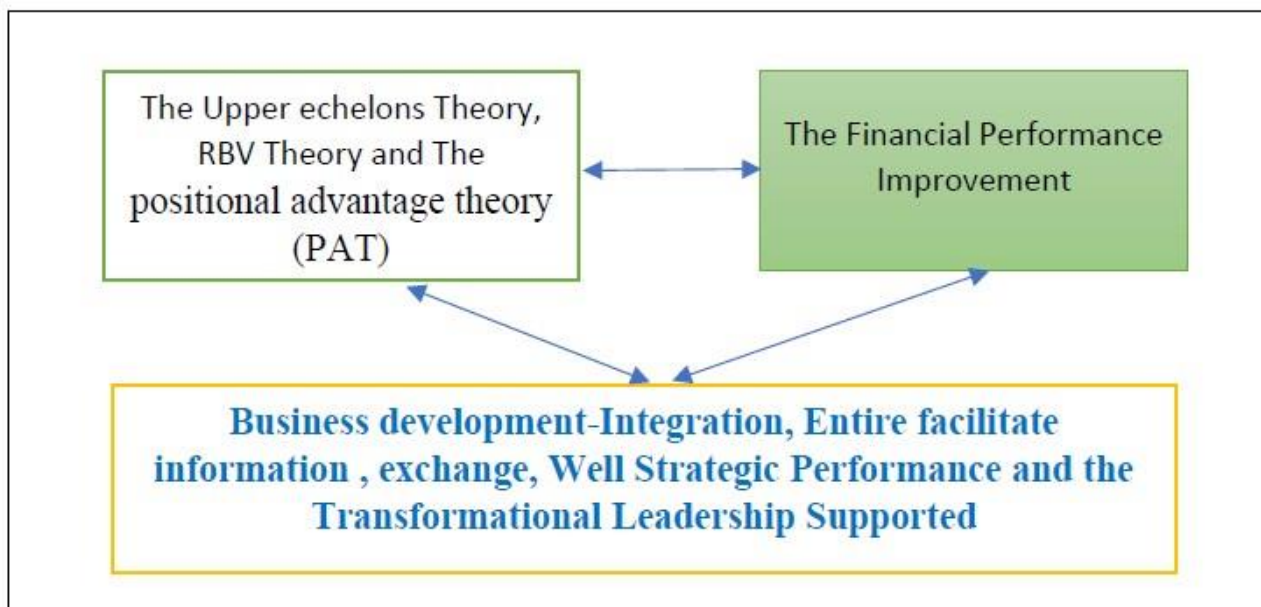 The Upper echelons Theory,
RBV Theory and The
positional advantage theory
(PAT)
The Financial Performance
Improvement
Business development-Integration, Entire facilitate
information , exchange, Well Strategic Performance and the
Transformational Leadership Supported